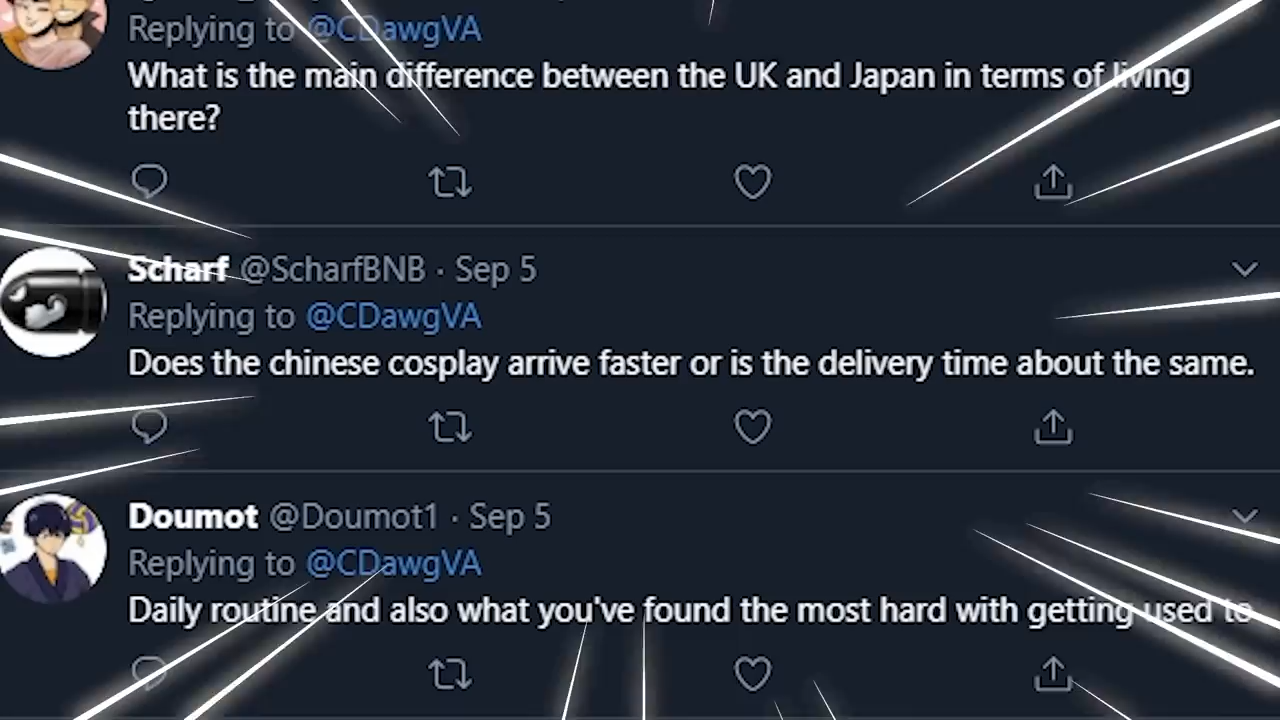 Replying to @CDawgVA
What is the main difference between the UK and Japan in terms of living
there?
Scharf @ScharfBNB · Sep 5
Replying to @CDawgVA
Does the chinese cosplay arrive faster or is the delivery time about the same.
Doumot @Doumot1 · Sep 5
Replying to @CDawgVA
Daily routine and also what you've found the most hard with getting used to